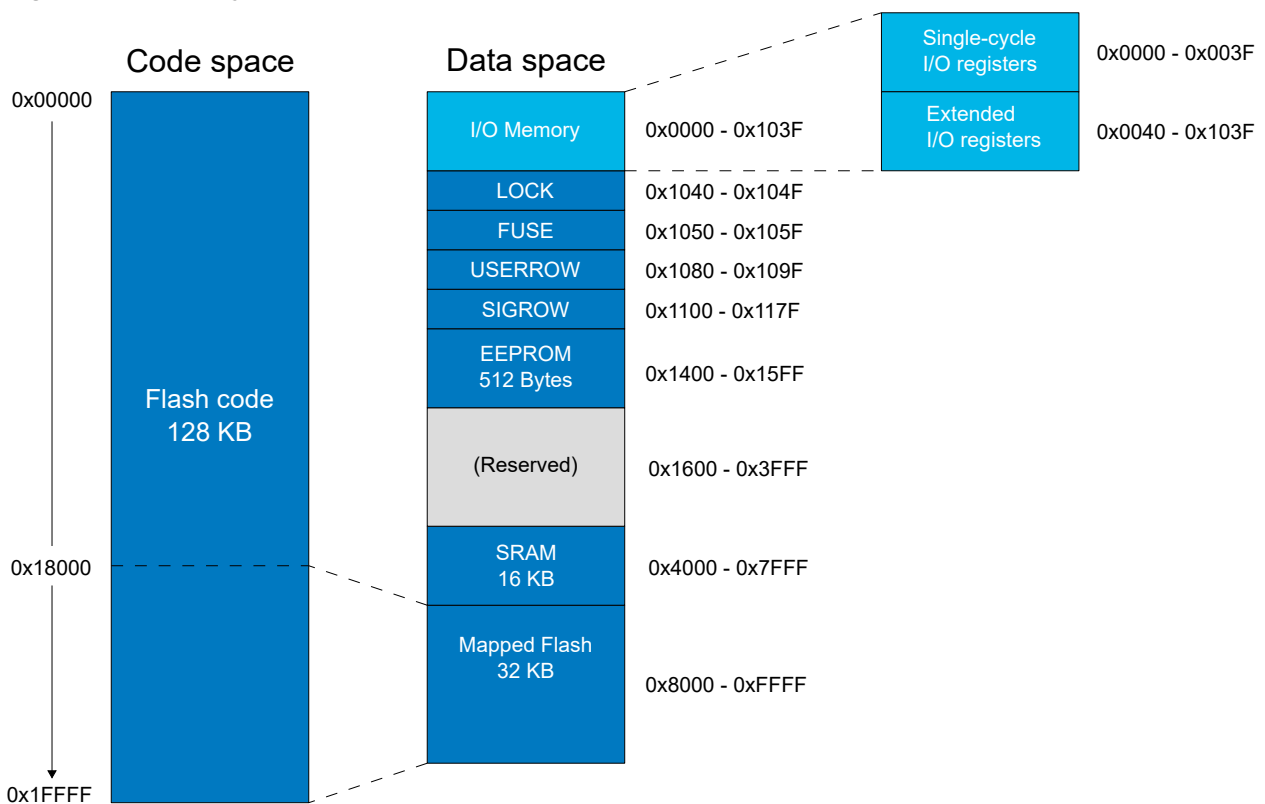 Code space
0x00000
Flash code
128 KB
0x18000
0x1FFFF
Data space
I/O Memory
0x0000 - 0x103F
LOCK
0x1040 - 0x104F
FUSE
0x1050 - 0x105F
USERROW
0x1080 - 0x109F
SIGROW
0x1100 - 0x117F
EEPROM
512 Bytes
0x1400 - 0x15FF
(Reserved)
0x1600 - 0x3FFF
SRAM
16 KB
0x4000 - 0x7FFF
Mapped Flash
32 KB
0x8000 - 0xFFFF
Single-cycle
I/O registers
0x0000 - 0x003F
Extended
I/O registers
0x0040 - 0x103F